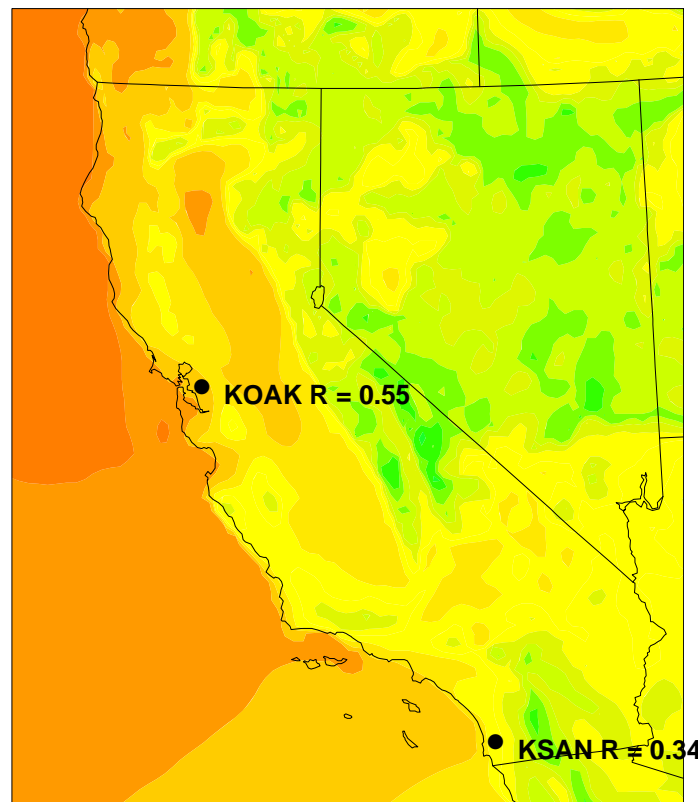 KOAK R = 0.55
KSAN R = 0.34